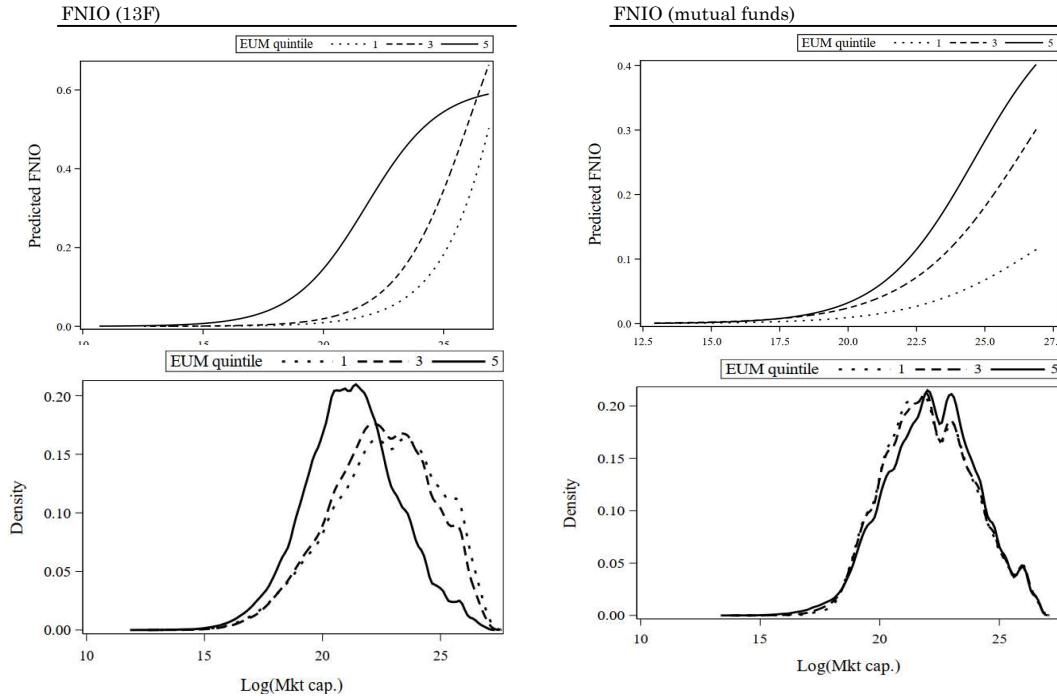 FNIO (13F)
EUM quintile 1 3 5
0.6
0.4
0.2
0.0
Predicted FNIO
10 15 20 25
EUM quintile 1 3 5
0.20
0.15
0.10
0.05
0.00
Density
10 15 20 25
Log(Mkt cap.)
FNIO (mutual funds)
EUM quintile 1 3 5
0.4
0.3
0.2
0.1
0.0
Predicted FNIO
12.5 15.0 17.5 20.0 22.5 25.0 27.
EUM quintile 1 3 5
0.20
0.15
0.10
0.05
0.00
Density
10 15 20 25
Log(Mkt cap.)